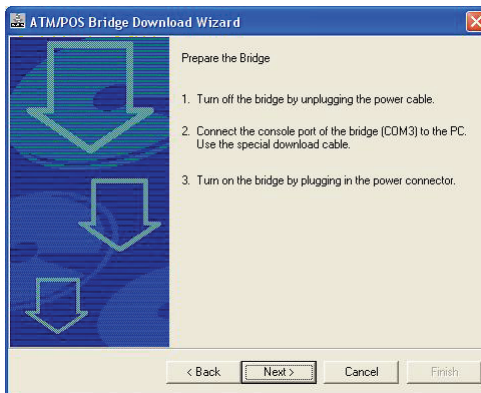 ATM/POS Bridge Download Wizard
Prepare the Bridge
1. Turn off the bridge by unplugging the power cable.
2. Connect the console port of the bridge (COM3) to the PC.
Use the special download cable.
3. Turn on the bridge by plugging in the power connector.
< Back Next > Cancel Finish